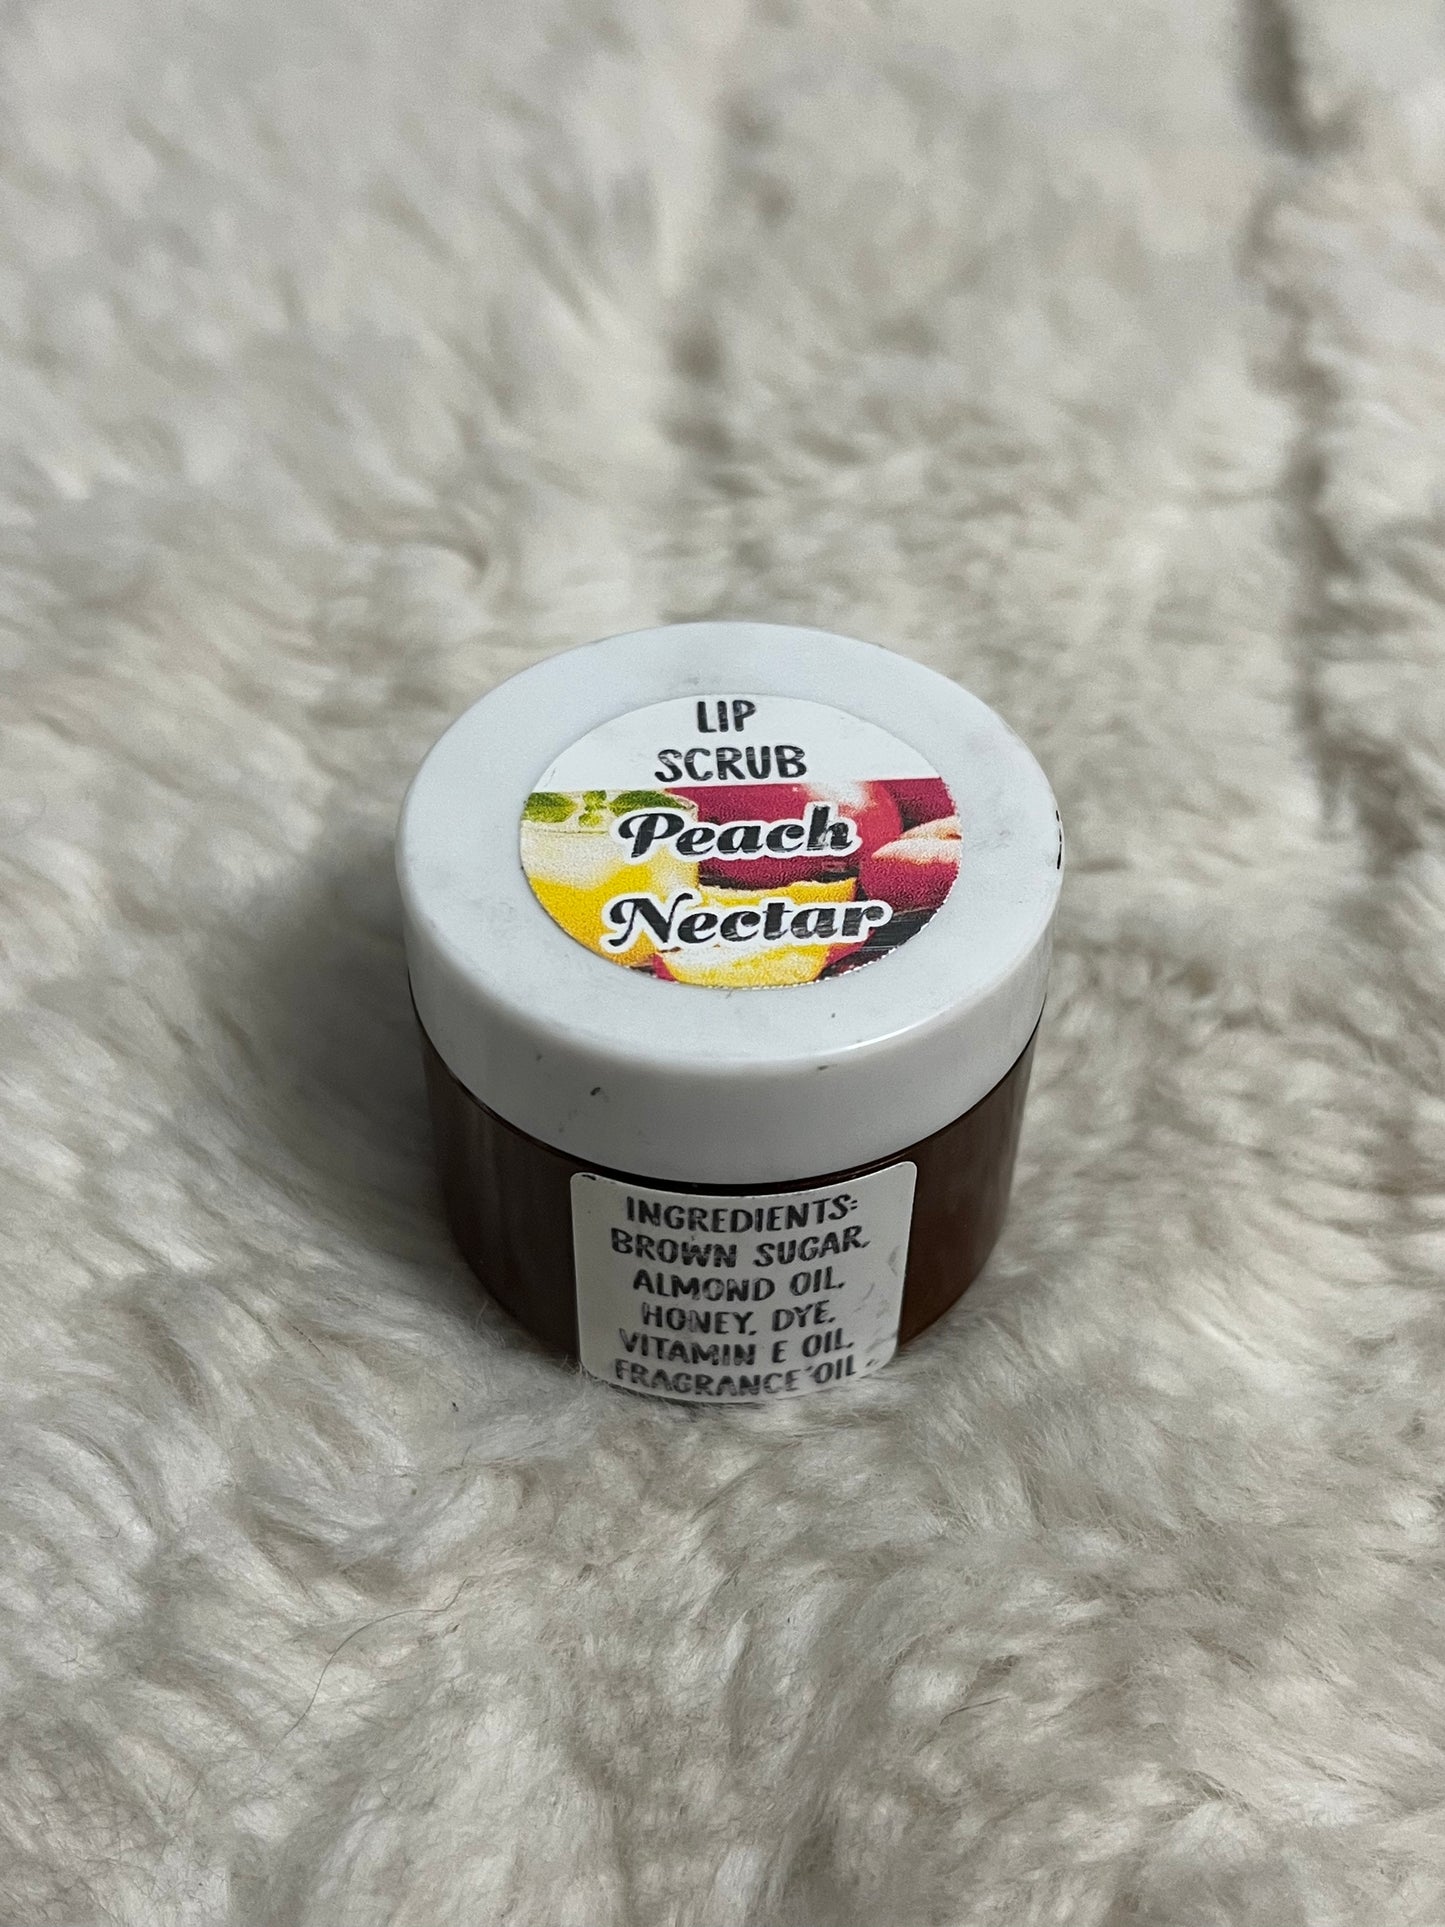 LIP
SCRUB
Peach
Nectar
INGREDIENTS:
BROWN SUGAR,
ALMOND OIL,
HONEY, DYE,
VITAMIN E OIL,
FRAGRANCE OIL